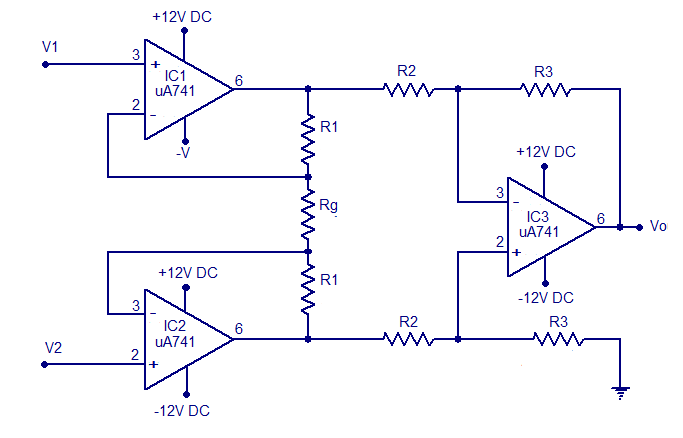 +12V DC
V1
3
+
IC1
uA741
6
2
-
-V
R2
R3
R1
Rg
R1
+12V DC
3
-
IC3
uA741
6
Vo
2
+
-12V DC
+12V DC
3
-
IC2
uA741
6
V2
2
+
-12V DC
R2
R3